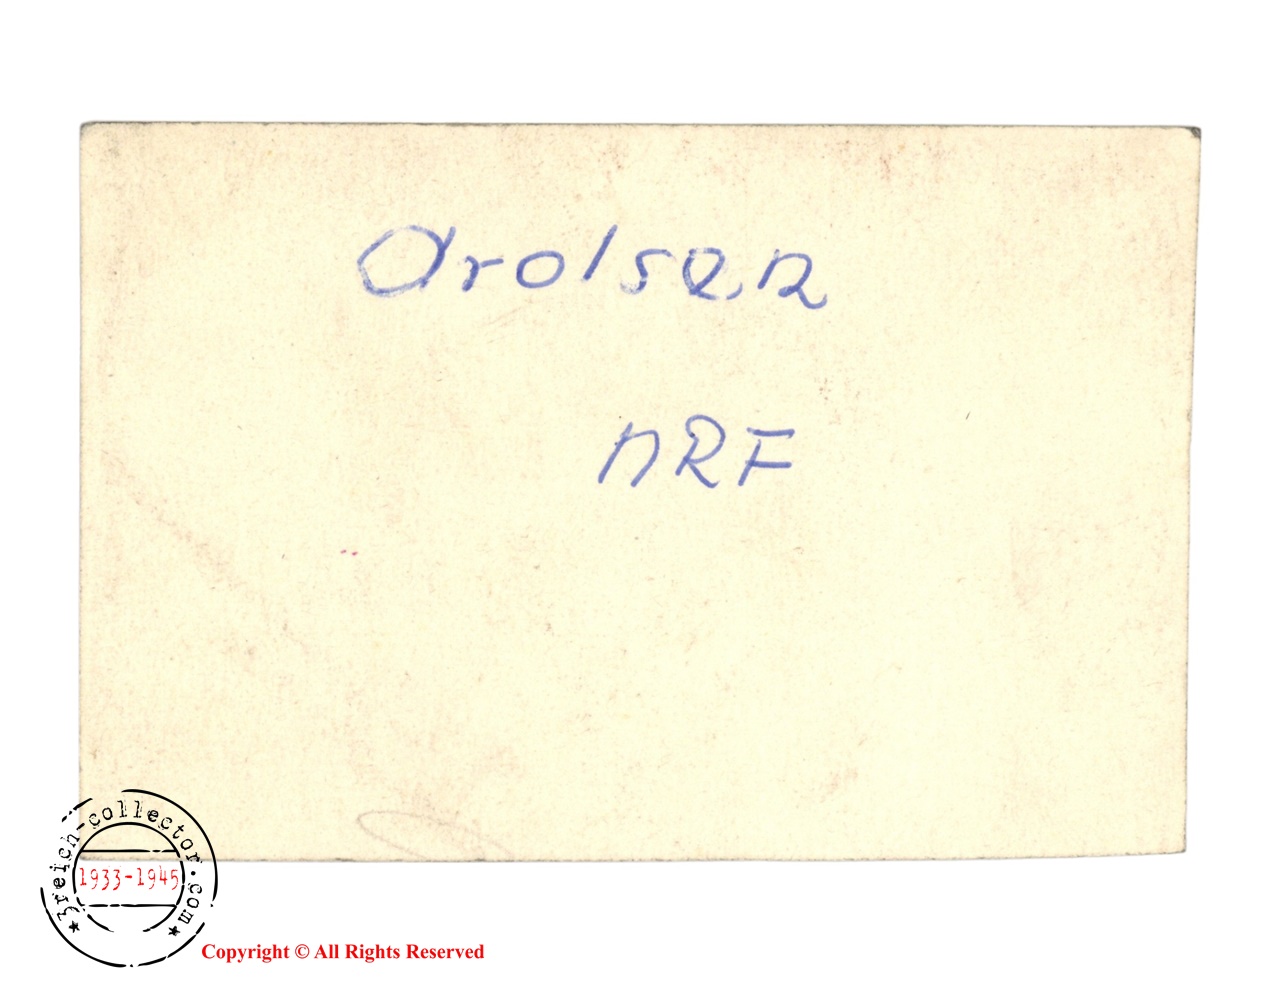 Arolsen
NRF
3reich-collector.com
1933-1945
Copyright © All Rights Reserved